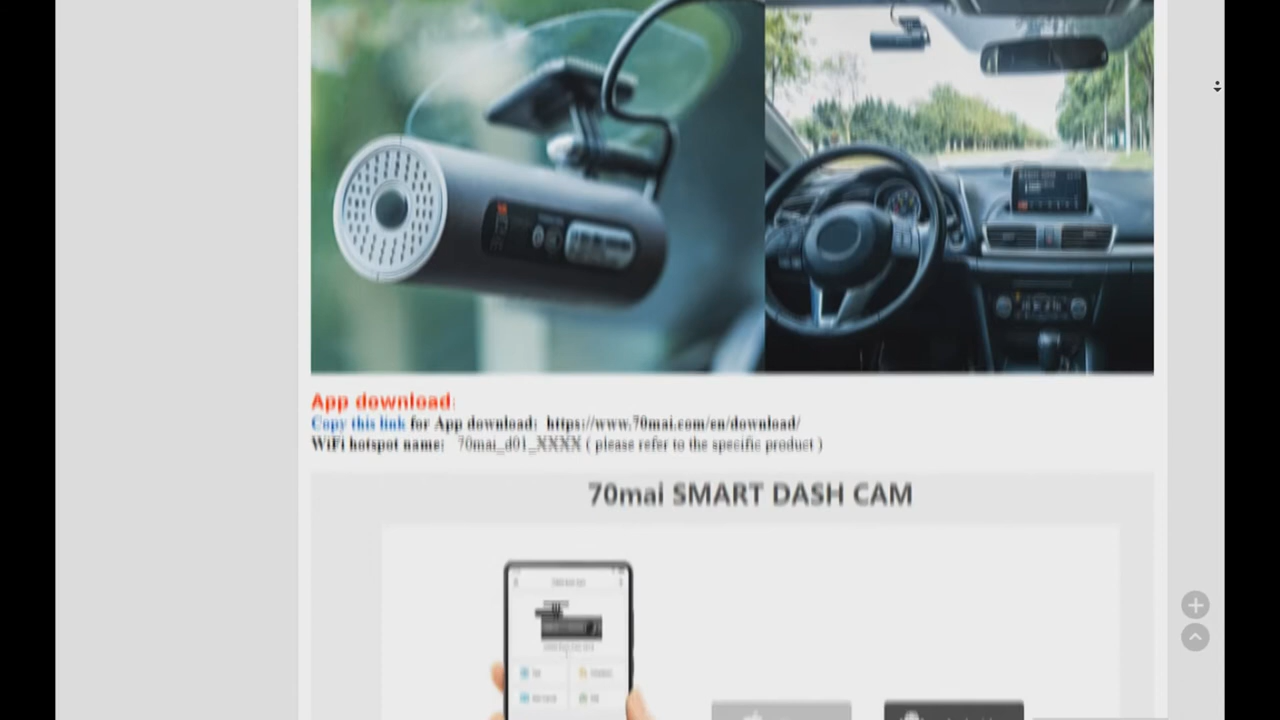 App download:
Copy this link for App download: https://www.70mai.com/en/download/
WiFi hotspot name: 70mai_d01_XXXX ( please refer to the specific product )
70mai SMART DASH CAM